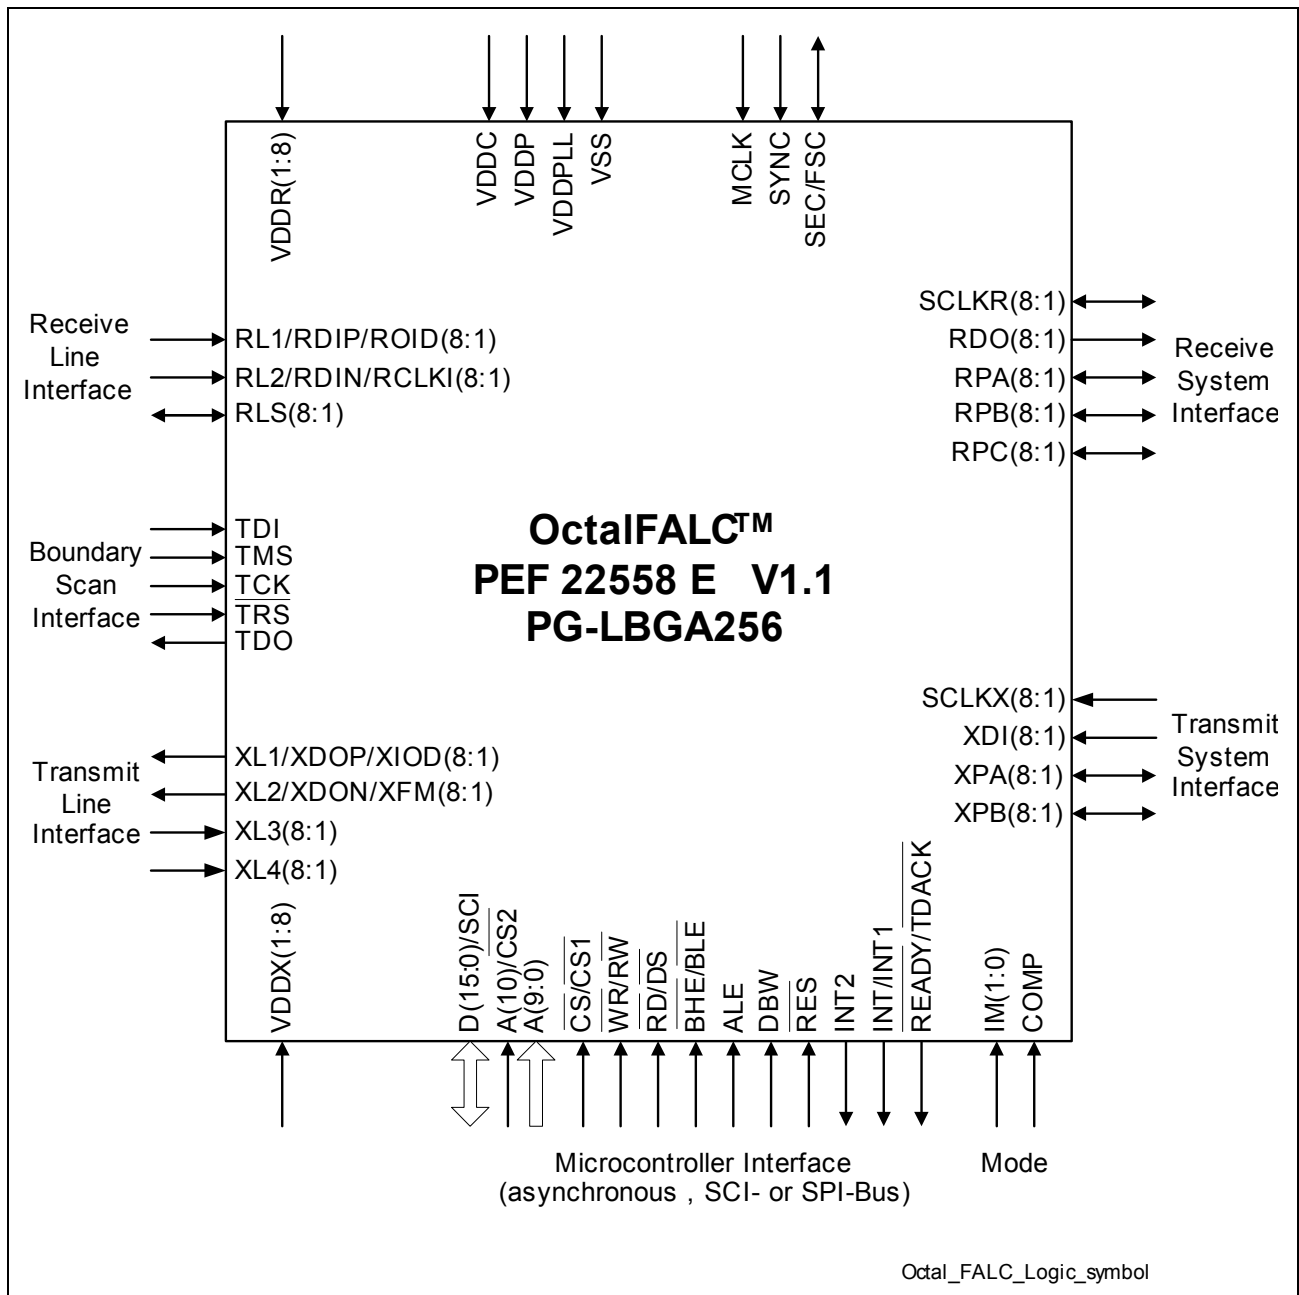 VDDR(1:8)
VDDC
VDDP
VDDPLL
VSS
MCLK
SYNC
SEC/FSC
Receive
Line
Interface
RL1/RDIP/ROID(8:1)
RL2/RDIN/RCLKI(8:1)
RLS(8:1)
SCLKR(8:1)
RDO(8:1)
RPA(8:1)
RPB(8:1)
RPC(8:1)
Receive
System
Interface
Boundary
Scan
Interface
TDI
TMS
TCK
TRS
TDO
OctalFALC™
PEF 22558 E V1.1
PG-LBGA256
Transmit
Line
Interface
XL1/XDOP/XIOD(8:1)
XL2/XDON/XFM(8:1)
XL3(8:1)
XL4(8:1)
SCLKX(8:1)
XDI(8:1)
XPA(8:1)
XPB(8:1)
Transmit
System
Interface
VDDX(1:8)
D(15:0)/SCI
A(10)/CS2
A(9:0)
CS/CS1
WR/RW
RD/DS
BHE/BLE
ALE
DBW
RES
INT2
INT/INT1
READY/TDACK
IM(1:0)
COMP
Microcontroller Interface
(asynchronous , SCI- or SPI-Bus)
Mode
Octal_FALC_Logic_symbol